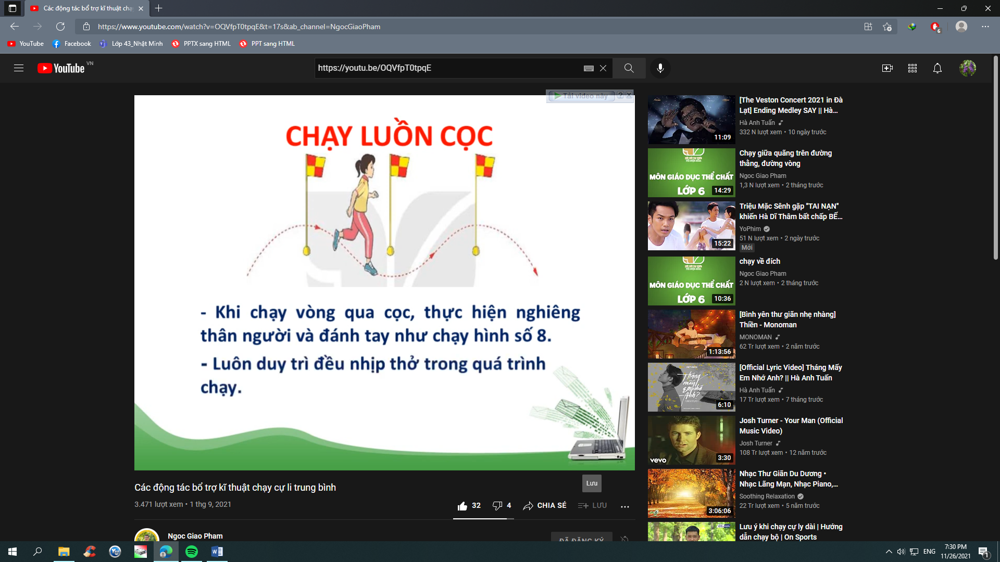 Các động tác bổ trợ kĩ thuật chạy
https://www.youtube.com/watch?v=OQVfpT0tpqE&t=17s&ab_channel=NgocGiaoPham
6
YouTube
Facebook
Lớp 43_Nhật Minh
PPTX sang HTML
PPT sang HTML
YouTube VN
https://youtu.be/OQVfpT0tpqE
Tải video này
CHẠY LUỒN CỌC
- Khi chạy vòng qua cọc, thực hiện nghiêng
thân người và đánh tay như chạy hình số 8.
- Luôn duy trì đều nhịp thở trong quá trình
chạy.
Lưu
Các động tác bổ trợ kĩ thuật chạy cự li trung bình
3.471 lượt xem • 1 thg 9, 2021
32
4
CHIA SẺ
LƯU
Ngoc Giao Pham
ĐÃ ĐĂNG KÝ
11:09
[The Veston Concert 2021 in Đà
Lạt] Ending Medley SAY || Hà...
Hà Anh Tuấn
332 N lượt xem • 10 ngày trước
MÔN GIÁO DỤC THỂ CHẤT
LỚP 6
14:29
Chạy giữa quãng trên đường
thẳng, đường vòng
Ngoc Giao Pham
1,3 N lượt xem • 2 tháng trước
15:22
Triệu Mặc Sênh gặp "TAI NẠN"
khiến Hà Dĩ Thâm bất chấp BẾ...
YoPhim
51 N lượt xem • 2 ngày trước
Mới
MÔN GIÁO DỤC THỂ CHẤT
LỚP 6
10:36
chạy về đích
Ngoc Giao Pham
2 N lượt xem • 2 tháng trước
1:13:56
[Bình yên thư giãn nhẹ nhàng]
Thiền - Monoman
MONOMAN
62 Tr lượt xem • 2 năm trước
Tháng
mấy
em nhớ
Anh?
6:10
[Official Lyric Video] Tháng Mấy
Em Nhớ Anh? || Hà Anh Tuấn
Hà Anh Tuấn
17 Tr lượt xem • 7 tháng trước
vevo
3:30
Josh Turner - Your Man (Official
Music Video)
Josh Turner
108 Tr lượt xem • 12 năm trước
3:06:06
Nhạc Thư Giãn Du Dương •
Nhạc Lãng Mạn, Nhạc Piano,...
Soothing Relaxation
22 Tr lượt xem • 5 năm trước
Lưu ý khi chạy cự ly dài | Hướng
dẫn chạy bộ | On Sports
ENG
7:30 PM
11/26/2021
1